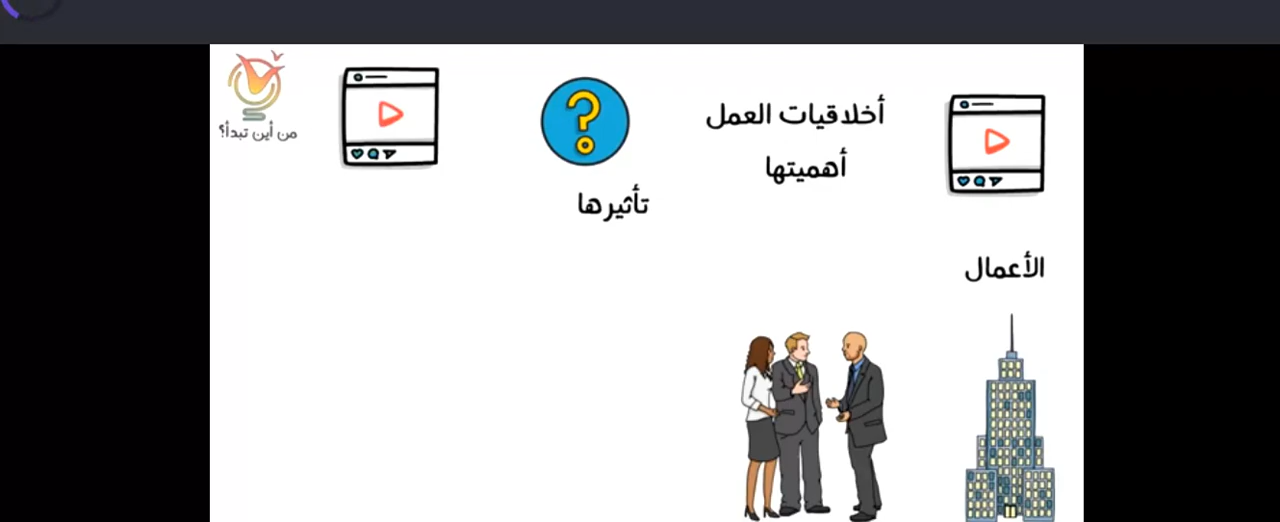 من أين تبدأ؟
أخلاقيات العمل
أهميتها
تأثيرها
الأعمال